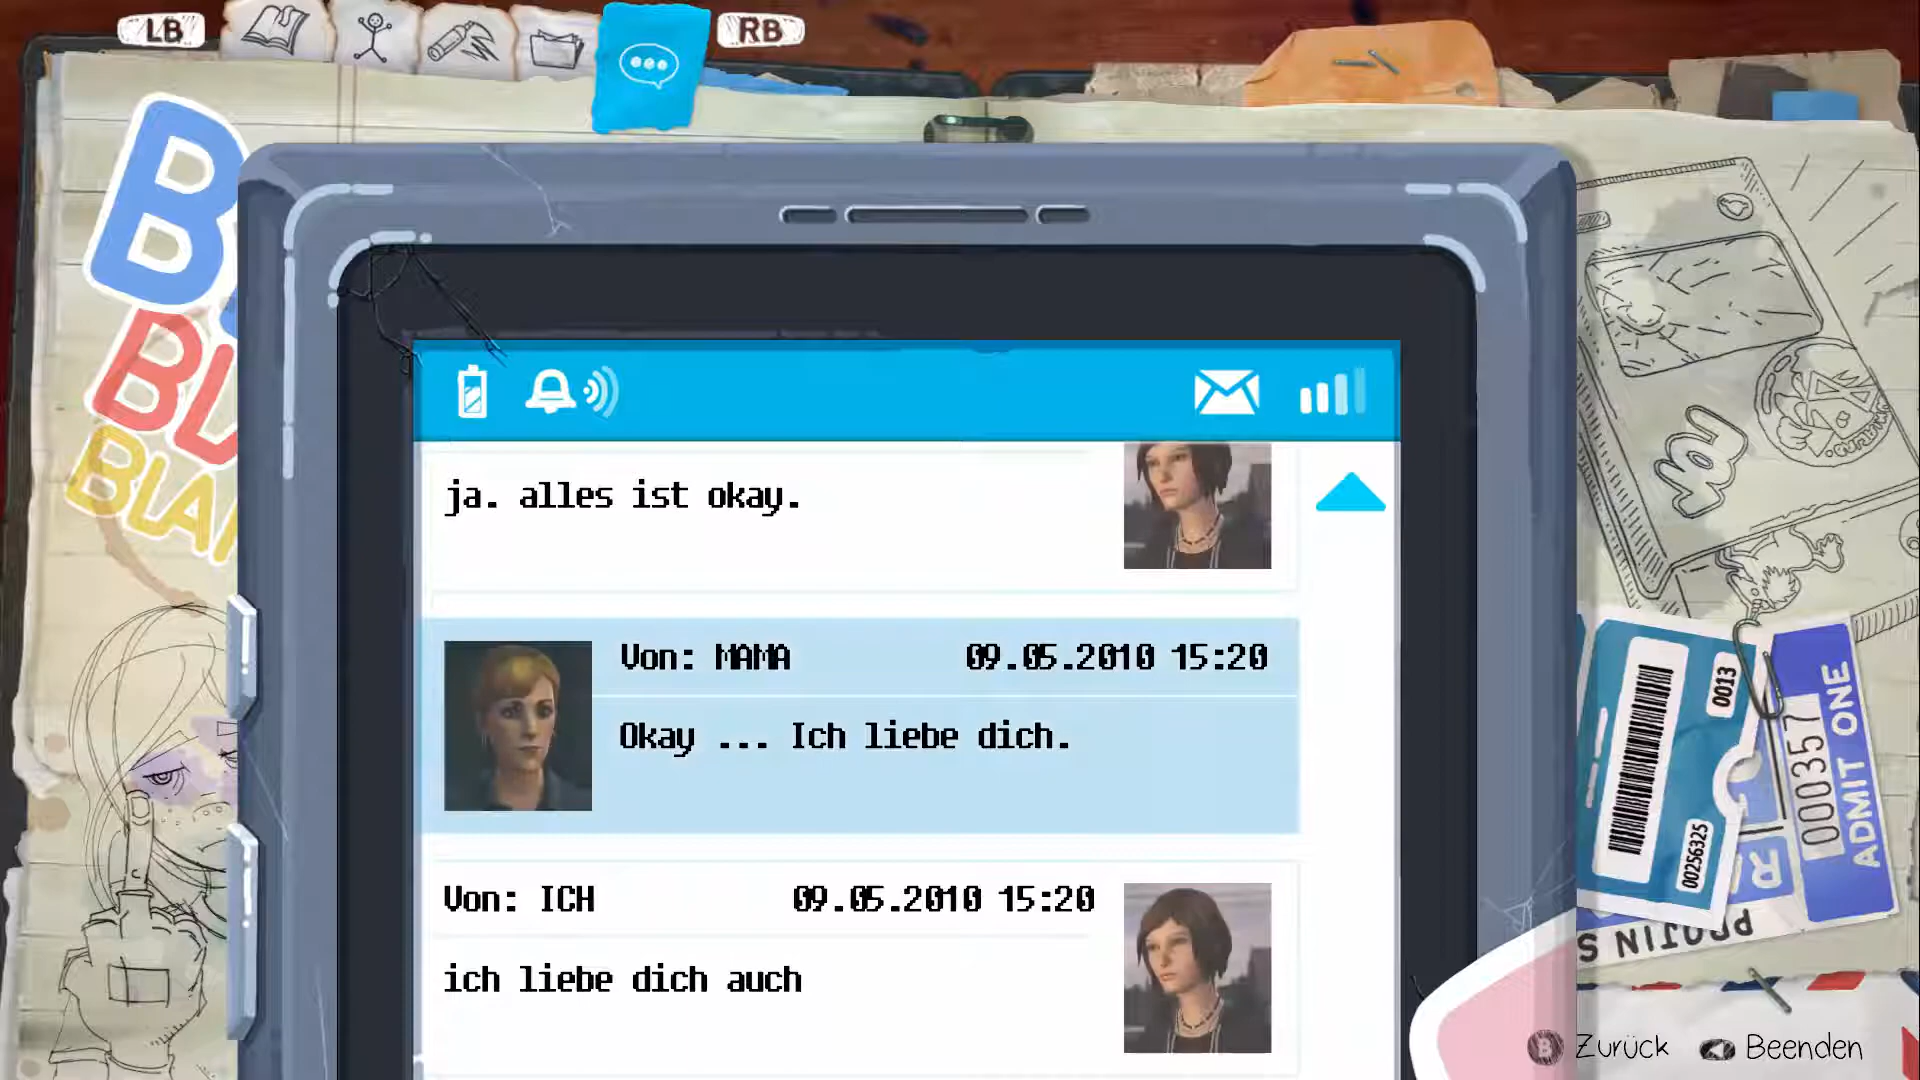 LB
RB
ja. alles ist okay.
Von: MAMA 09.05.2010 15:20
Okay ... Ich liebe dich.
Von: ICH 09.05.2010 15:20
ich liebe dich auch
0013
00256325
000357
ADMIT ONE
B Zurück
Beenden